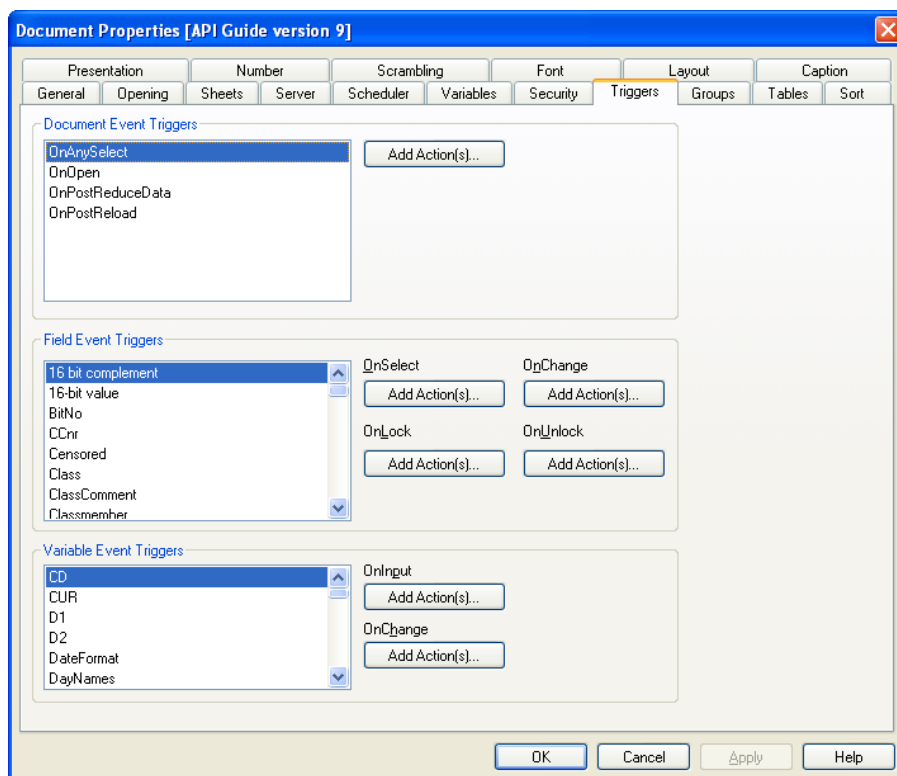 Document Properties [API Guide version 9]
Presentation Number Scrambling Font Layout Caption
General Opening Sheets Server Scheduler Variables Security Triggers Groups Tables Sort
Document Event Triggers
OnAnySelect
OnOpen
OnPostReduceData
OnPostReload
Add Action(s)...
Field Event Triggers
16 bit complement
16-bit value
BitNo
CCnr
Censored
Class
ClassComment
Classmember
OnSelect OnChange
Add Action(s)... Add Action(s)...
OnLock OnUnlock
Add Action(s)... Add Action(s)...
Variable Event Triggers
CD
CUR
D1
D2
DateFormat
DayNames
OnInput
Add Action(s)...
OnChange
Add Action(s)...
OK Cancel Apply Help